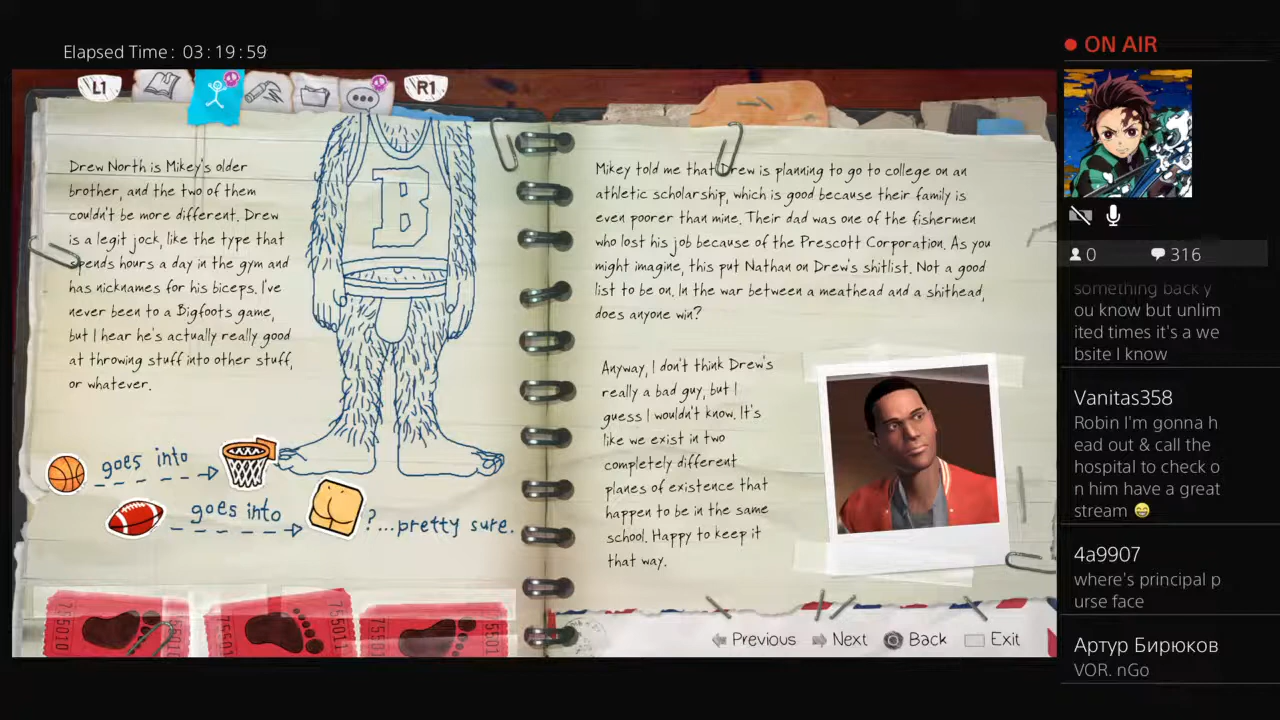 Elapsed Time: 03:19:59
ON AIR
L1
R1
0
316
Drew North is Mikey's older
brother, and the two of them
couldn't be more different. Drew
is a legit jock, like the type that
spends hours a day in the gym and
has nicknames for his biceps. I've
never been to a Bigfoots game,
but I hear he's actually really good
at throwing stuff into other stuff,
or whatever.
B
goes into
goes into
?...pretty sure.
755010
755010
755011
755011
Mikey told me that Drew is planning to go to college on an
athletic scholarship, which is good because their family is
even poorer than mine. Their dad was one of the fishermen
who lost his job because of the Prescott Corporation. As you
might imagine, this put Nathan on Drew's shitlist. Not a good
list to be on. In the war between a meathead and a shithead,
does anyone win?
Anyway, I don't think Drew's
really a bad guy, but I
guess I wouldn't know. It's
like we exist in two
completely different
planes of existence that
happen to be in the same
school. Happy to keep it
that way.
Previous
Next
Back
Exit
something back y
ou know but unlim
ited times it's a we
bsite I know
Vanitas358
Robin I'm gonna h
ead out & call the
hospital to check o
n him have a great
stream 😁
4a9907
where's principal p
urse face
Артур Бирюков
VOR. nGo